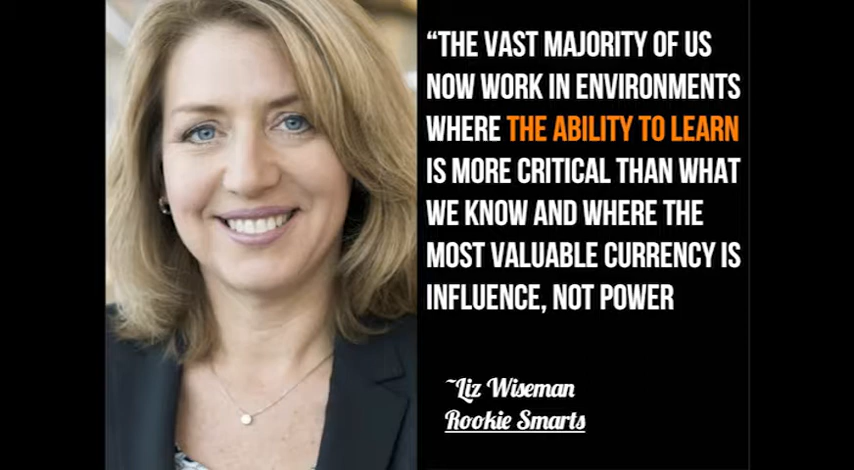 “THE VAST MAJORITY OF US
NOW WORK IN ENVIRONMENTS
WHERE THE ABILITY TO LEARN
IS MORE CRITICAL THAN WHAT
WE KNOW AND WHERE THE
MOST VALUABLE CURRENCY IS
INFLUENCE, NOT POWER
~Liz Wiseman
Rookie Smarts